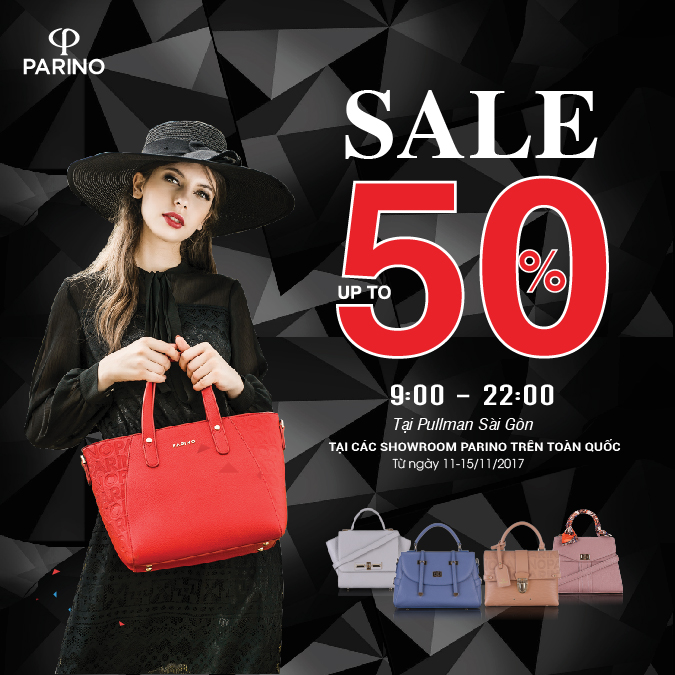 PARINO
SALE
50%
UP TO
9:00 – 22:00
Tại Pullman Sài Gòn
TẠI CÁC SHOWROOM PARINO TRÊN TOÀN QUỐC
Từ ngày 11-15/11/2017
PARINO